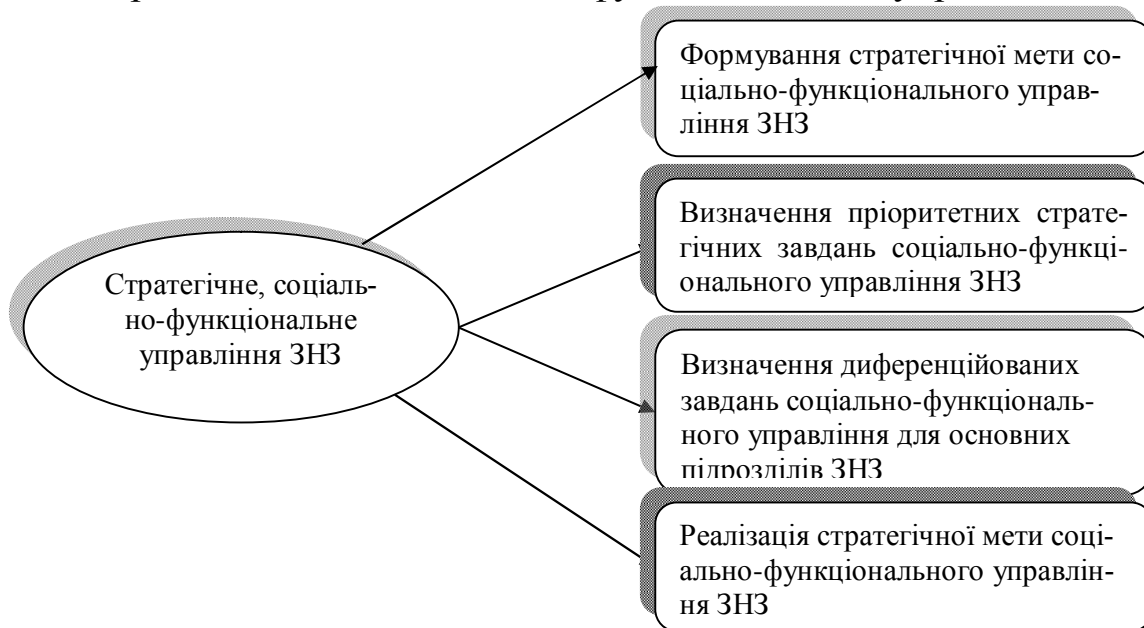 Стратегічне, соціаль-
но-функціональне
управління ЗНЗ
Формування стратегічної мети со-
ціально-функціонального управ-
ління ЗНЗ
Визначення пріоритетних страте-
гічних завдань соціально-функці-
онального управління ЗНЗ
Визначення диференційованих
завдань соціально-функціональ-
ного управління для основних
підрозділів ЗНЗ
Реалізація стратегічної мети соці-
ально-функціонального управлін-
ня ЗНЗ